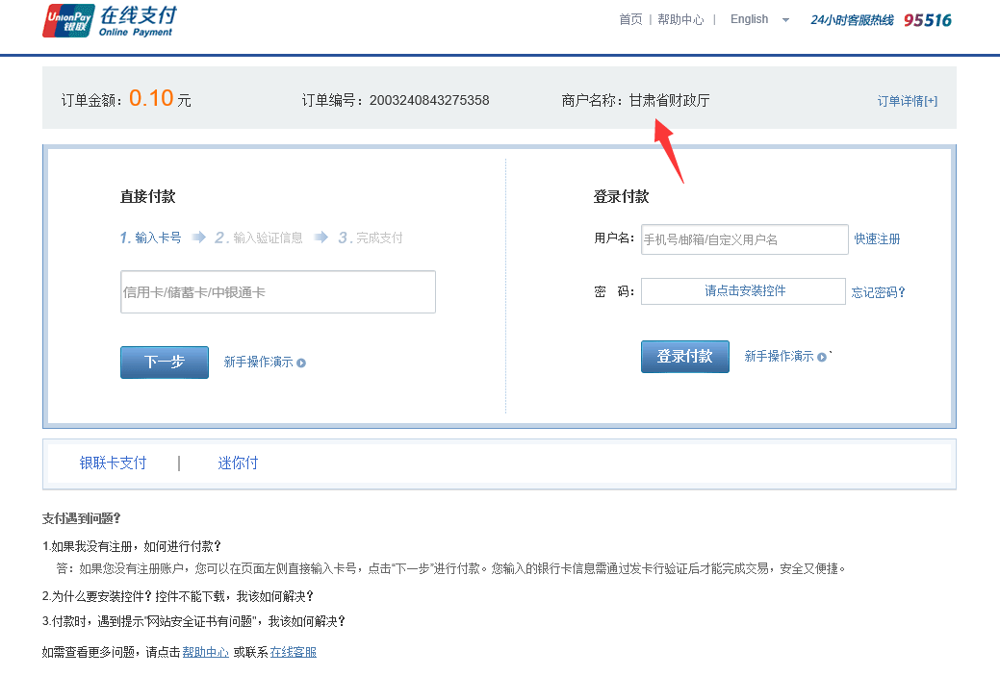 UnionPay 银联 在线支付 Online Payment
首页 | 帮助中心 | English 24小时客服热线 95516
订单金额：0.10 元 订单编号：2003240843275358 商户名称：甘肃省财政厅 订单详情[+]
直接付款
1. 输入卡号 2. 输入验证信息 3. 完成支付
信用卡/储蓄卡/中银通卡
下一步 新手操作演示
登录付款
用户名： 手机号/邮箱/自定义用户名 快速注册
密 码： 请点击安装控件 忘记密码？
登录付款 新手操作演示 `
银联卡支付 | 迷你付
支付遇到问题？
1.如果我没有注册，如何进行付款？
答：如果您没有注册账户，您可以在页面左侧直接输入卡号，点击"下一步"进行付款。您输入的银行卡信息需通过发卡行验证后才能完成交易，安全又便捷。
2.为什么要安装控件？控件不能下载，我该如何解决？
3.付款时，遇到提示"网站安全证书有问题"，我该如何解决？
如需查看更多问题，请点击 帮助中心 或联系 在线客服